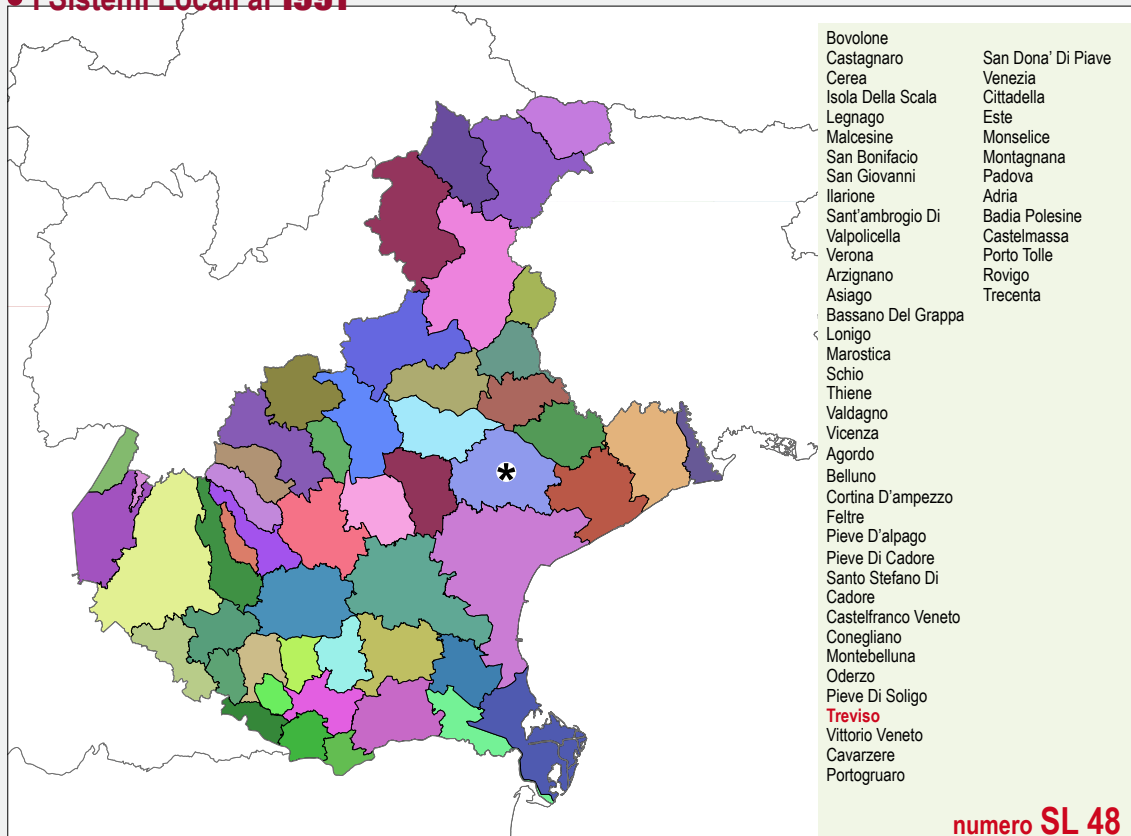 • I Sistemi Locali al 1991
Bovolone
Castagnaro
Cerea
Isola Della Scala
Legnago
Malcesine
San Bonifacio
San Giovanni
Ilarione
Sant'ambrogio Di
Valpolicella
Verona
Arzignano
Asiago
Bassano Del Grappa
Lonigo
Marostica
Schio
Thiene
Valdagno
Vicenza
Agordo
Belluno
Cortina D'ampezzo
Feltre
Pieve D'alpago
Pieve Di Cadore
Santo Stefano Di
Cadore
Castelfranco Veneto
Conegliano
Montebelluna
Oderzo
Pieve Di Soligo
Treviso
Vittorio Veneto
Cavarzere
Portogruaro
San Dona' Di Piave
Venezia
Cittadella
Este
Monselice
Montagnana
Padova
Adria
Badia Polesine
Castelmassa
Porto Tolle
Rovigo
Trecenta
*
numero SL 48